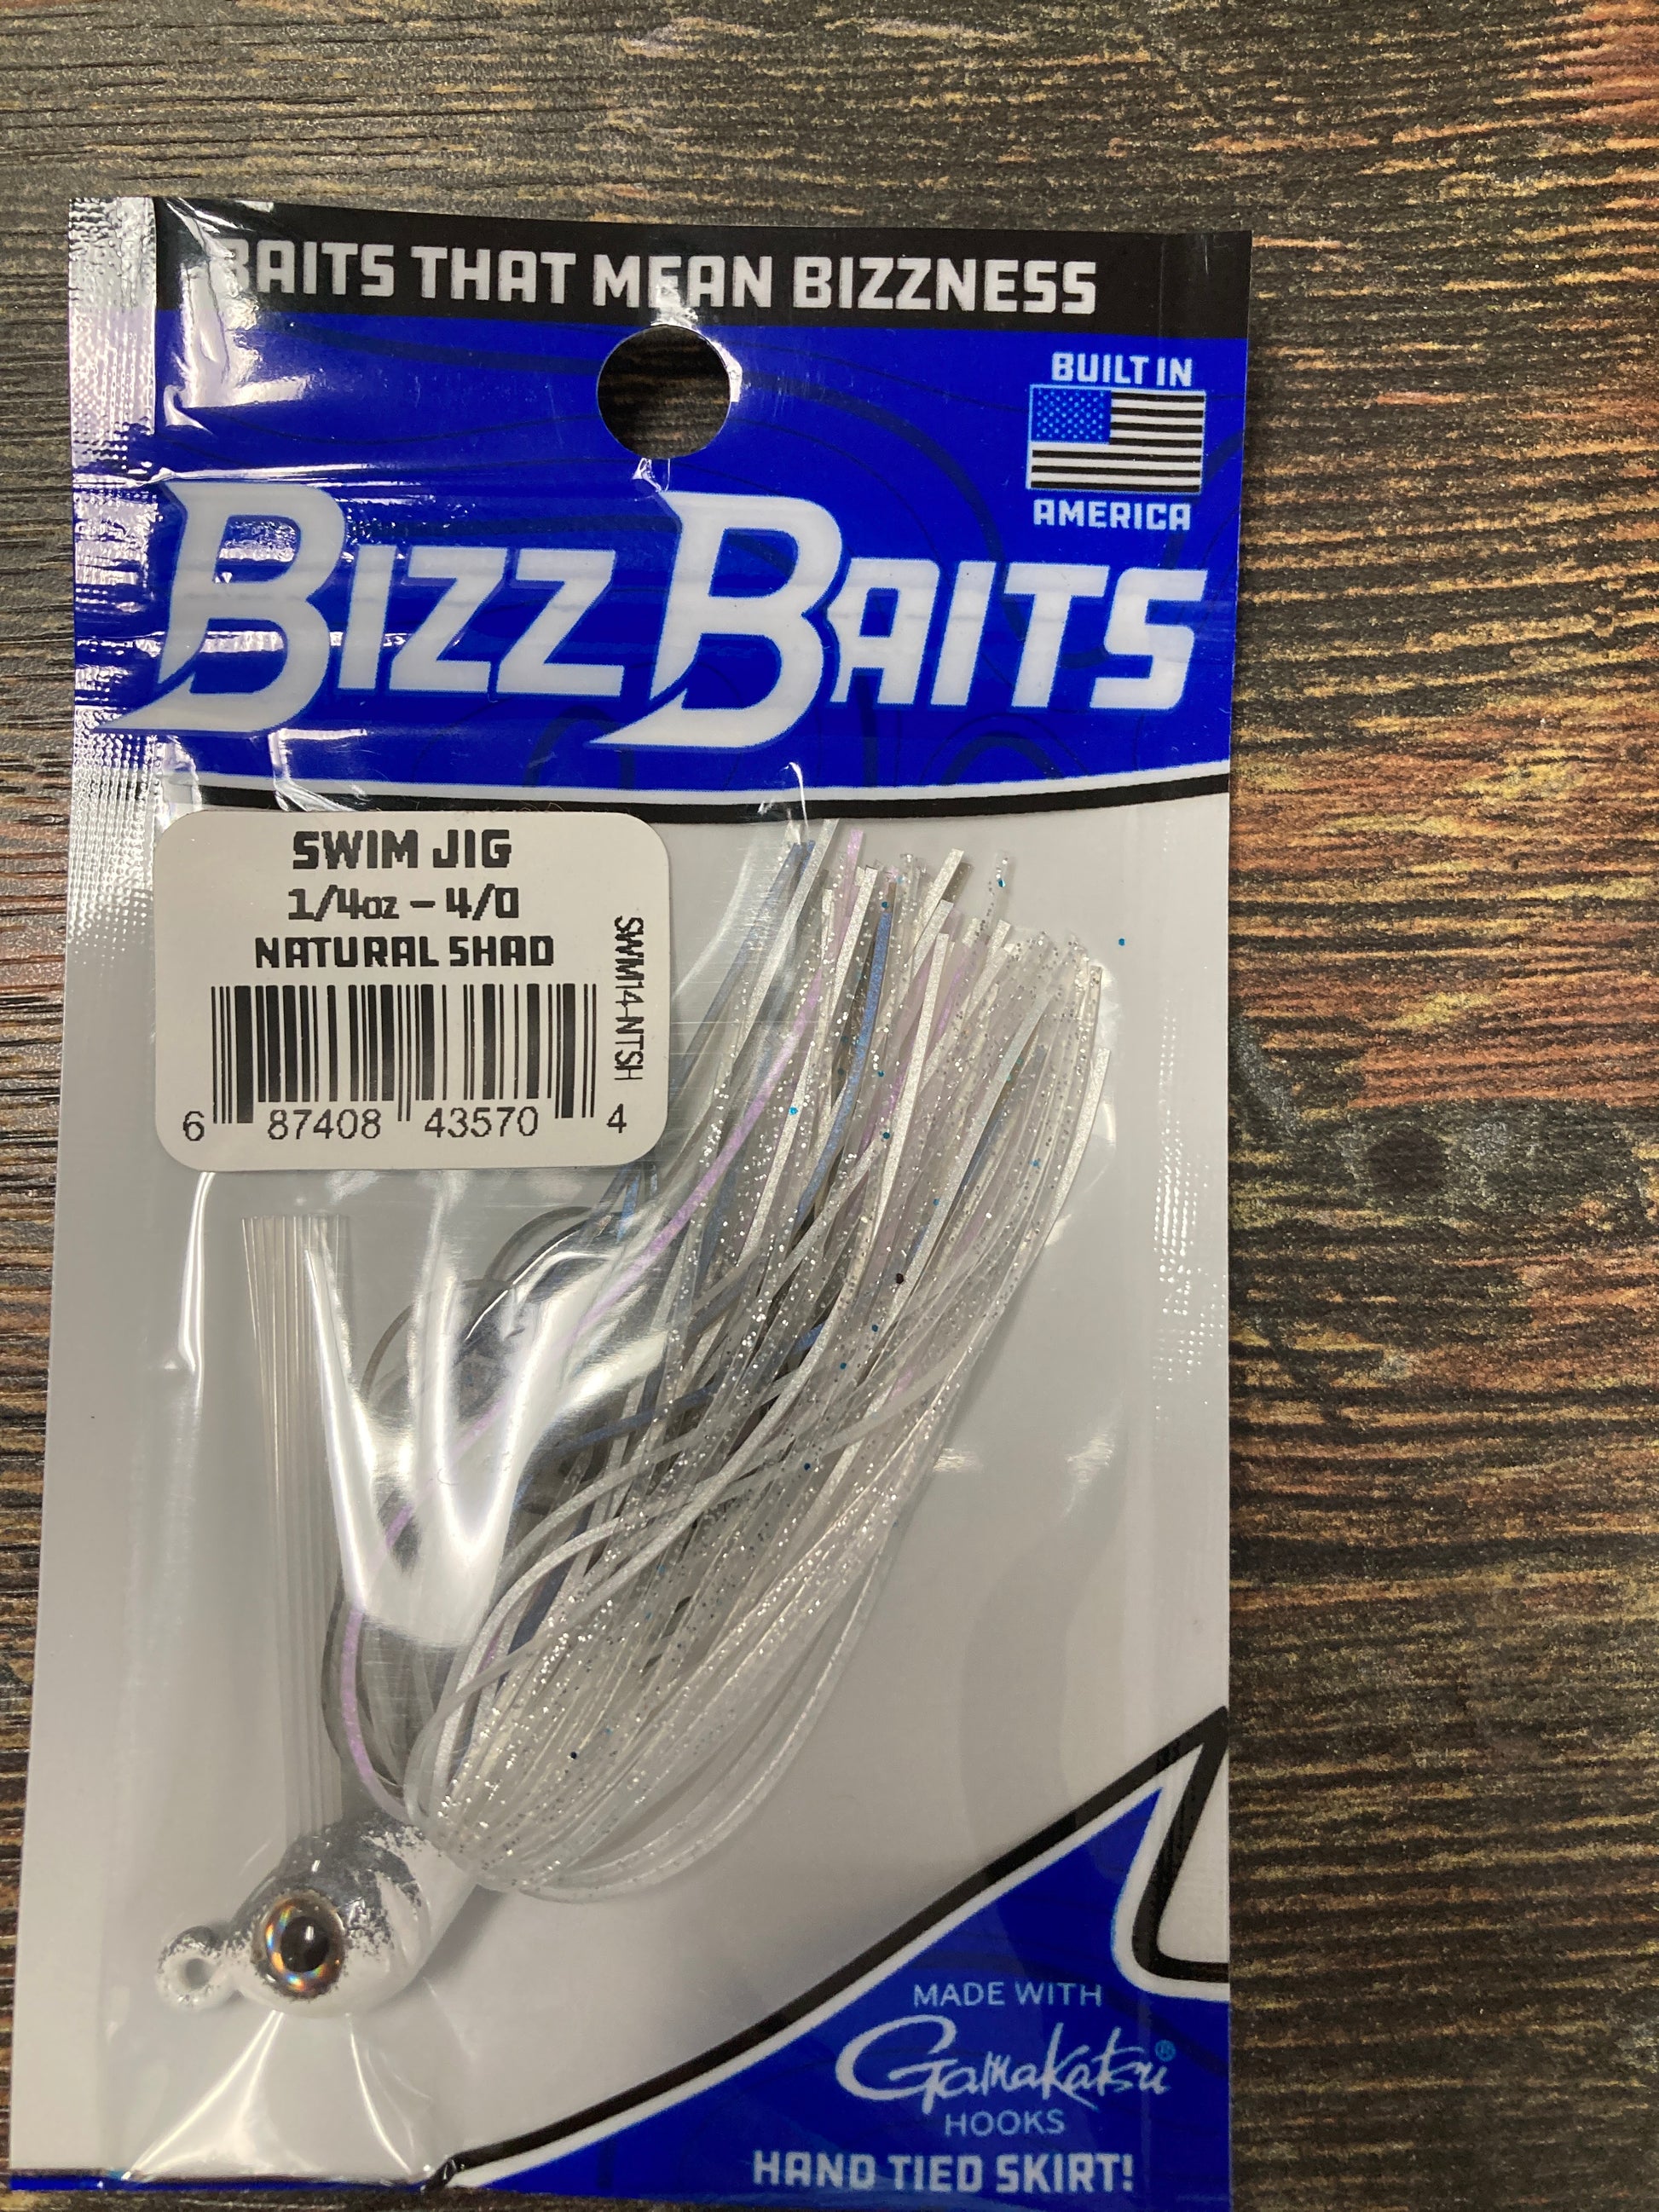 BAITS THAT MEAN BIZZNESS
BUILT IN
AMERICA
BIZZ BAITS
SWIM JIG
1/4oz – 4/0
NATURAL SHAD
SWM14-NTSH
6 87408 43570 4
MADE WITH
Gamakatsu®
HOOKS
HAND TIED SKIRT!